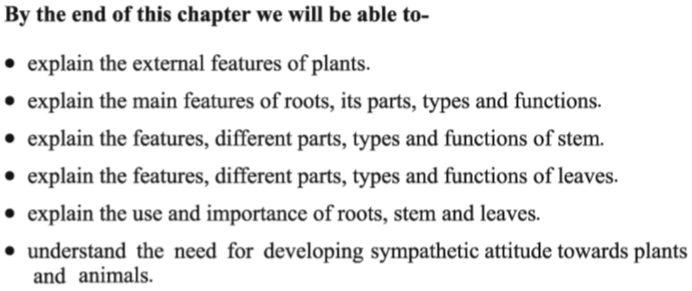 By the end of this chapter we will be able to-
• explain the external features of plants.
• explain the main features of roots, its parts, types and functions.
• explain the features, different parts, types and functions of stem.
• explain the features, different parts, types and functions of leaves.
• explain the use and importance of roots, stem and leaves.
• understand the need for developing sympathetic attitude towards plants
and animals.